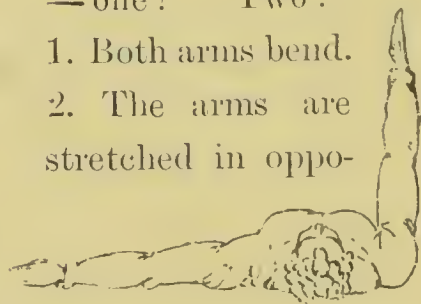 — one! Two!
1. Both arms bend.
2. The arms are
stretched in oppo-